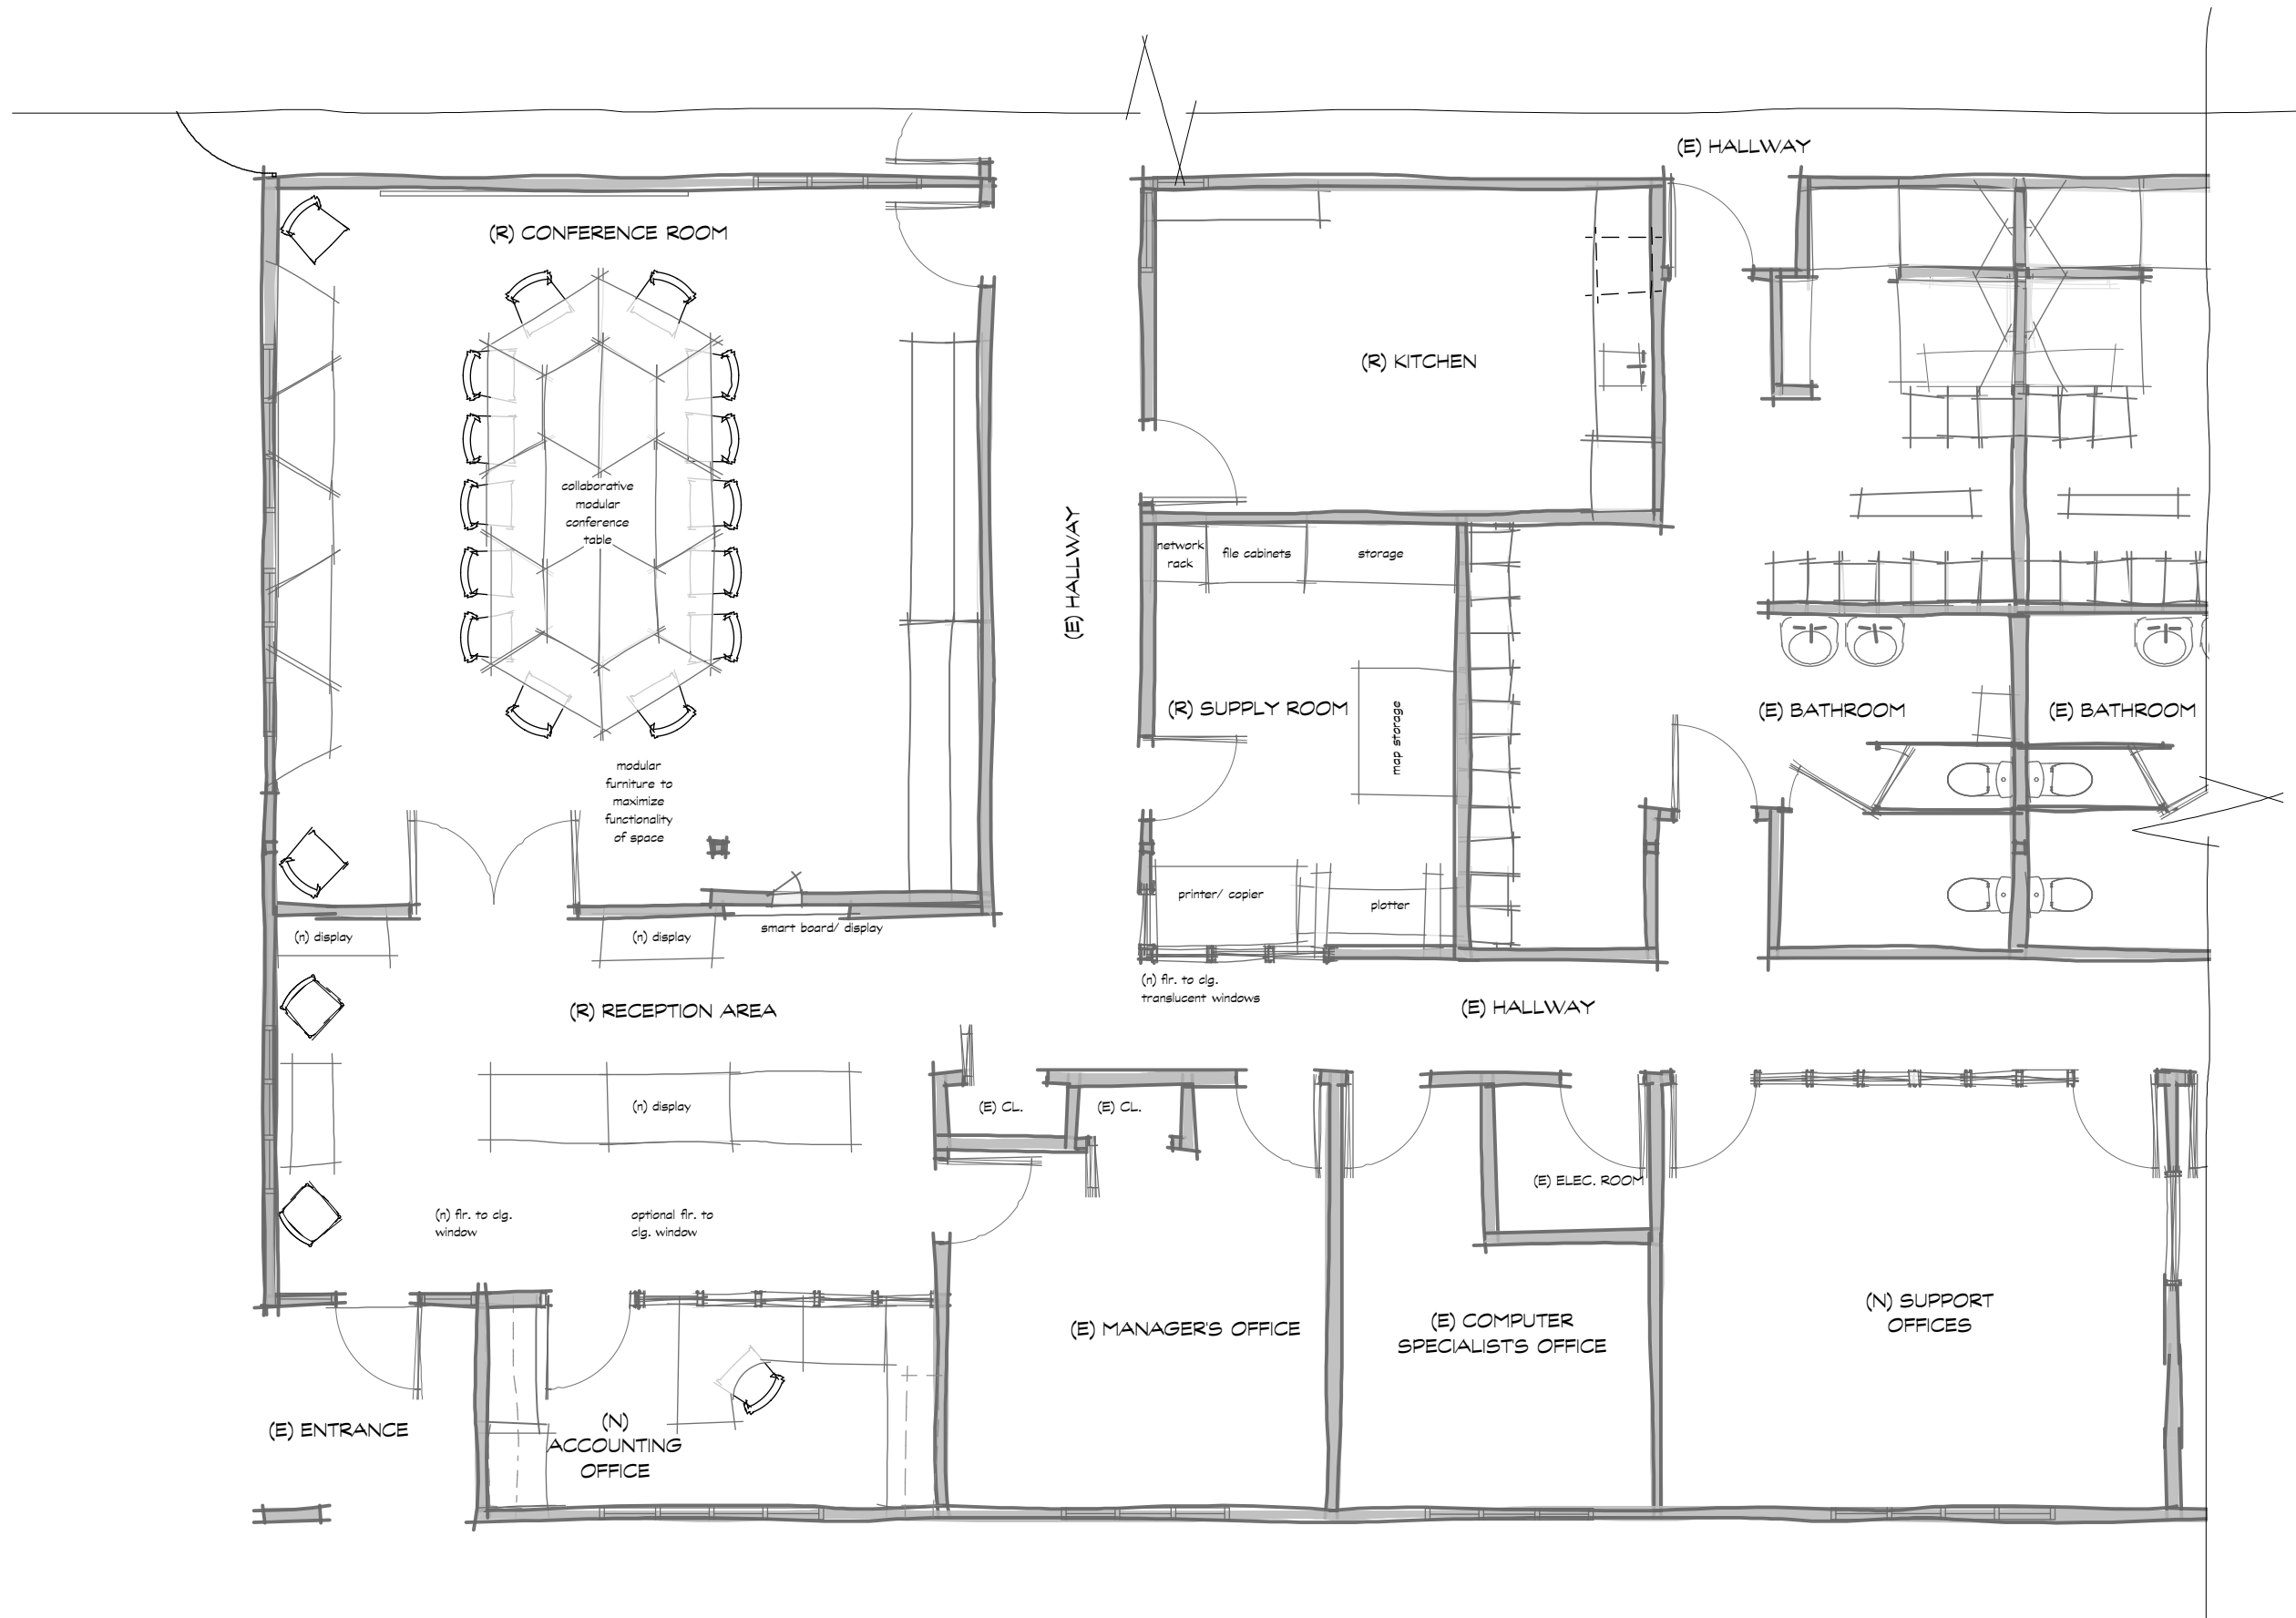 (E) HALLWAY
(R) CONFERENCE ROOM
(R) KITCHEN
collaborative
modular
conference
table
(E) HALLWAY
network
rack
file cabinets
storage
(R) SUPPLY ROOM
map storage
(E) BATHROOM
(E) BATHROOM
modular
furniture to
maximize
functionality
of space
printer/ copier
plotter
(n) display
(n) display
smart board/ display
(n) flr. to clg.
translucent windows
(R) RECEPTION AREA
(E) HALLWAY
(n) display
(E) CL.
(E) CL.
(E) ELEC. ROOM
(n) flr. to clg.
window
optional flr. to
clg. window
(E) MANAGER'S OFFICE
(E) COMPUTER
SPECIALIST'S OFFICE
(N) SUPPORT
OFFICES
(E) ENTRANCE
(N)
ACCOUNTING
OFFICE